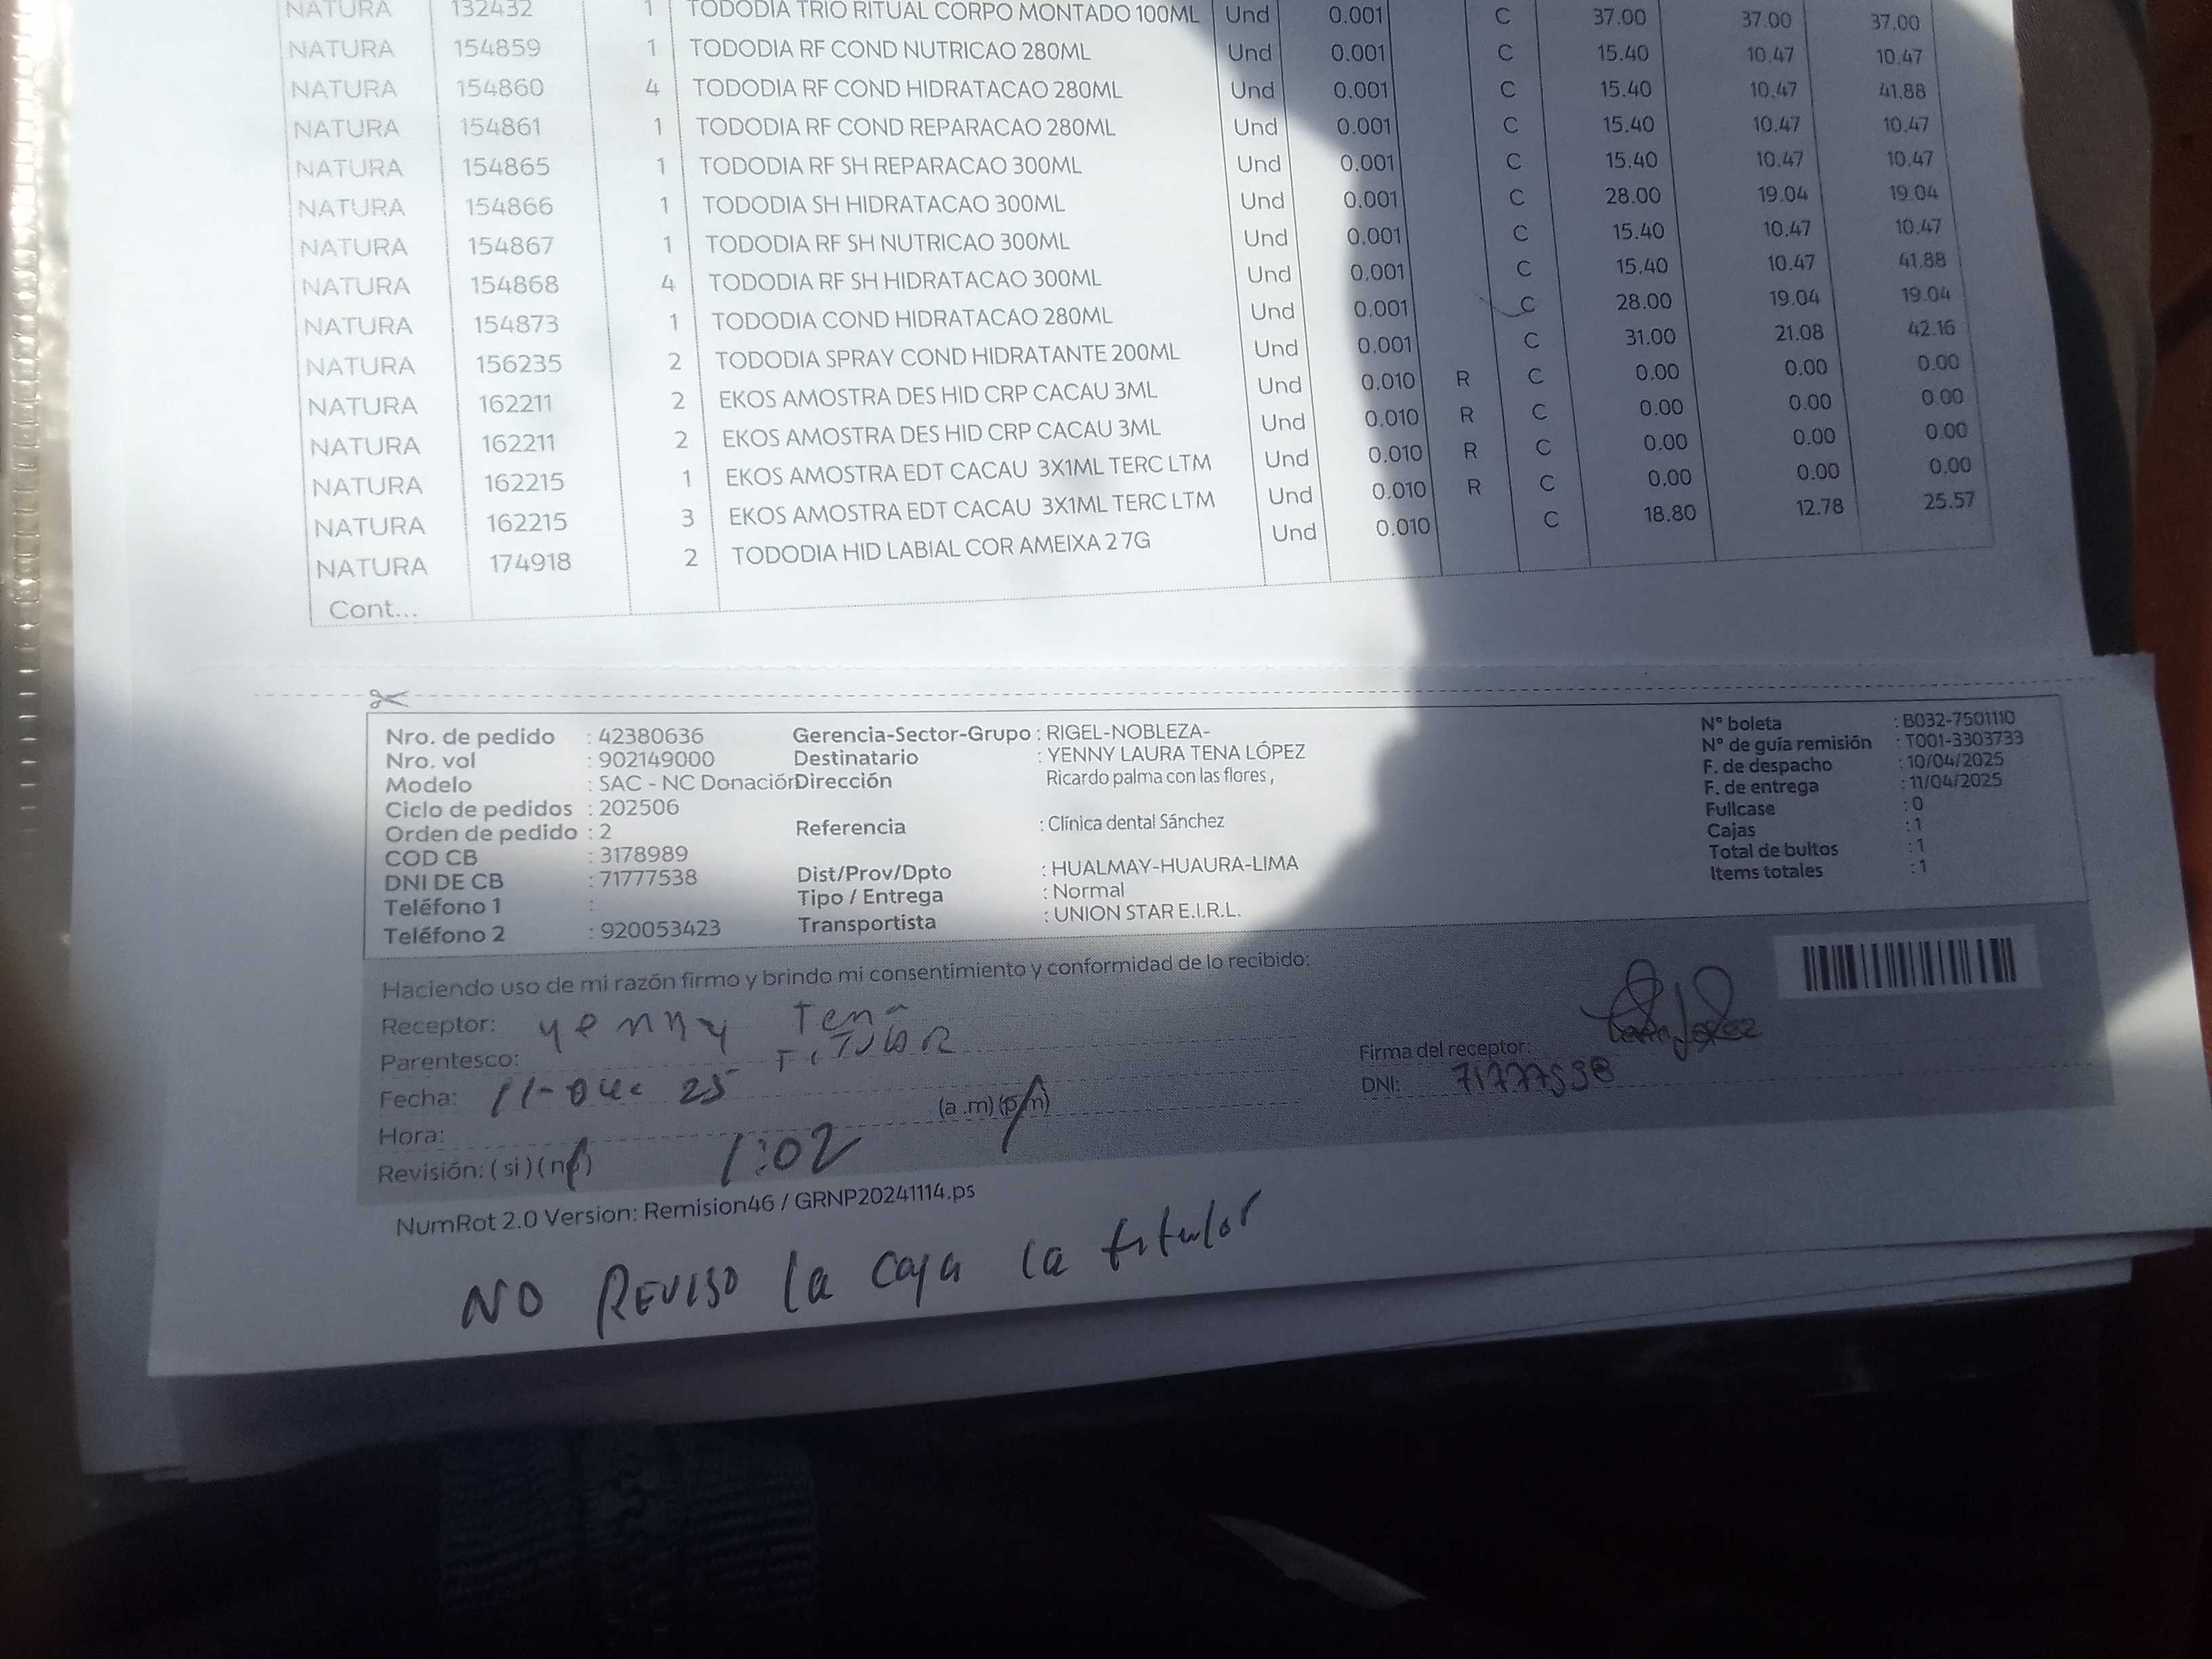 NATURA 132432 1 TODODIA TRIO RITUAL CORPO MONTADO 100ML Und 0.001 C 37.00 37.00 37.00
NATURA 154859 1 TODODIA RF COND NUTRICAO 280ML Und 0.001 C 15.40 10.47 10.47
NATURA 154860 4 TODODIA RF COND HIDRATACAO 280ML Und 0.001 C 15.40 10.47 41.88
NATURA 154861 1 TODODIA RF COND REPARACAO 280ML Und 0.001 C 15.40 10.47 10.47
NATURA 154865 1 TODODIA RF SH REPARACAO 300ML Und 0.001 C 15.40 10.47 10.47
NATURA 154866 1 TODODIA SH HIDRATACAO 300ML Und 0.001 C 28.00 19.04 19.04
NATURA 154867 1 TODODIA RF SH NUTRICAO 300ML Und 0.001 C 15.40 10.47 10.47
NATURA 154868 4 TODODIA RF SH HIDRATACAO 300ML Und 0.001 C 15.40 10.47 41.88
NATURA 154873 1 TODODIA COND HIDRATACAO 280ML Und 0.001 C 28.00 19.04 19.04
NATURA 156235 2 TODODIA SPRAY COND HIDRATANTE 200ML Und 0.001 C 31.00 21.08 42.16
NATURA 162211 2 EKOS AMOSTRA DES HID CRP CACAU 3ML Und 0.010 R C 0.00 0.00 0.00
NATURA 162211 2 EKOS AMOSTRA DES HID CRP CACAU 3ML Und 0.010 R C 0.00 0.00 0.00
NATURA 162215 1 EKOS AMOSTRA EDT CACAU 3X1ML TERC LTM Und 0.010 R C 0.00 0.00 0.00
NATURA 162215 3 EKOS AMOSTRA EDT CACAU 3X1ML TERC LTM Und 0.010 R C 0.00 0.00 0.00
NATURA 174918 2 TODODIA HID LABIAL COR AMEIXA 2 7G Und 0.010 C 18.80 12.78 25.57
Cont...
Nro. de pedido : 42380636 Gerencia-Sector-Grupo : RIGEL-NOBLEZA- N° boleta : B032-7501110
Nro. vol : 902149000 Destinatario : YENNY LAURA TENA LÓPEZ N° de guía remisión : T001-3303733
Modelo : SAC - NC Donación Dirección Ricardo palma con las flores , F. de despacho : 10/04/2025
Ciclo de pedidos : 202506 F. de entrega : 11/04/2025
Orden de pedido : 2 Referencia : Clínica dental Sánchez Fullcase : 0
COD CB : 3178989 Cajas : 1
DNI DE CB : 71777538 Dist/Prov/Dpto : HUALMAY-HUAURA-LIMA Total de bultos : 1
Teléfono 1 : Tipo / Entrega : Normal Items totales : 1
Teléfono 2 : 920053423 Transportista : UNION STAR E.I.R.L.
Haciendo uso de mi razón firmo y brindo mi consentimiento y conformidad de lo recibido:
Receptor: yenny Tena
Parentesco: TITULAR
Fecha: 11-04- 25 Firma del receptor:
Hora: 1:02 (a .m) (p/m) DNI: 71777538
Revisión: ( si ) ( no )
NumRot 2.0 Version: Remision46 / GRNP20241114.ps
NO REVISO la caja la titular